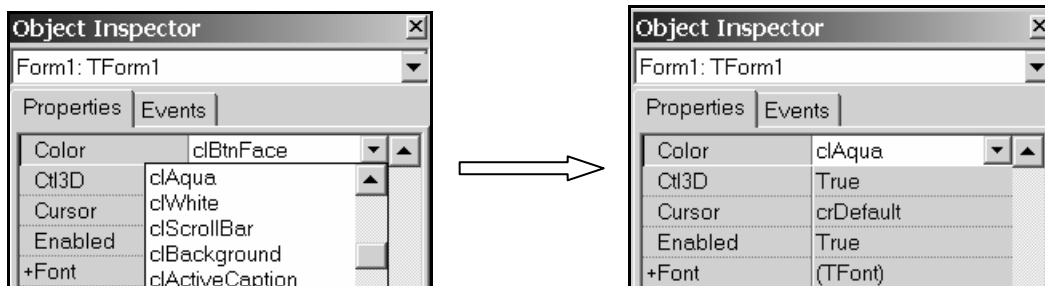 Object Inspector
Form1: TForm1
Properties Events
Color clBtnFace
Ctl3D clAqua
Cursor clWhite
clScrollBar
Enabled clBackground
+Font clActiveCaption
Object Inspector
Form1: TForm1
Properties Events
Color clAqua
Ctl3D True
Cursor crDefault
Enabled True
+Font (TFont)